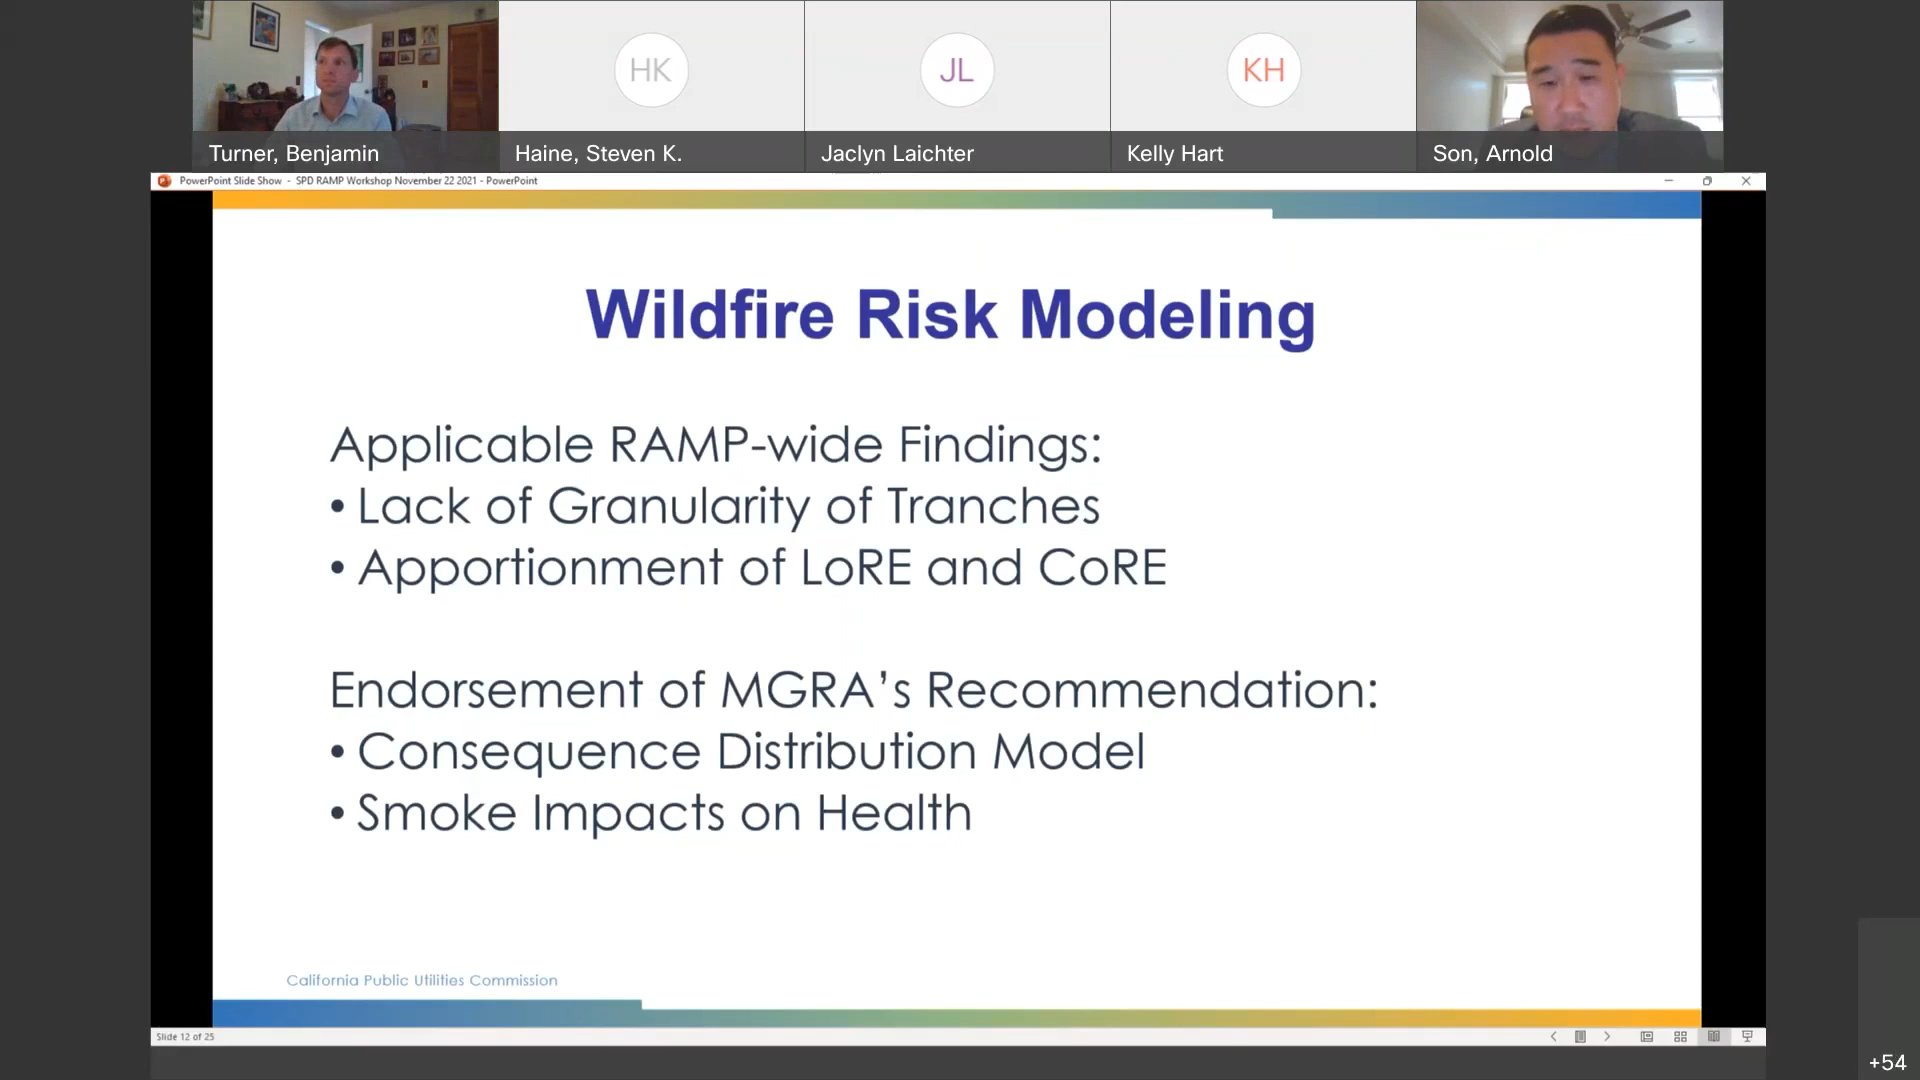 HK
JL
KH
Turner, Benjamin
Haine, Steven K.
Jaclyn Laichter
Kelly Hart
Son, Arnold
PowerPoint Slide Show - SPD RAMP Workshop November 22 2021 - PowerPoint
Wildfire Risk Modeling
Applicable RAMP-wide Findings:
• Lack of Granularity of Tranches
• Apportionment of LoRE and CoRE
Endorsement of MGRA’s Recommendation:
• Consequence Distribution Model
• Smoke Impacts on Health
California Public Utilities Commission
Slide 12 of 25
+54